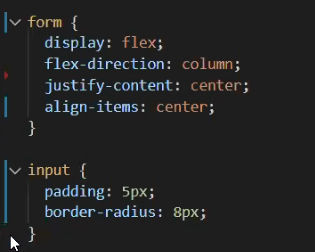 form {
display: flex;
flex-direction: column;
justify-content: center;
align-items: center;
}
input {
padding: 5px;
border-radius: 8px;
}